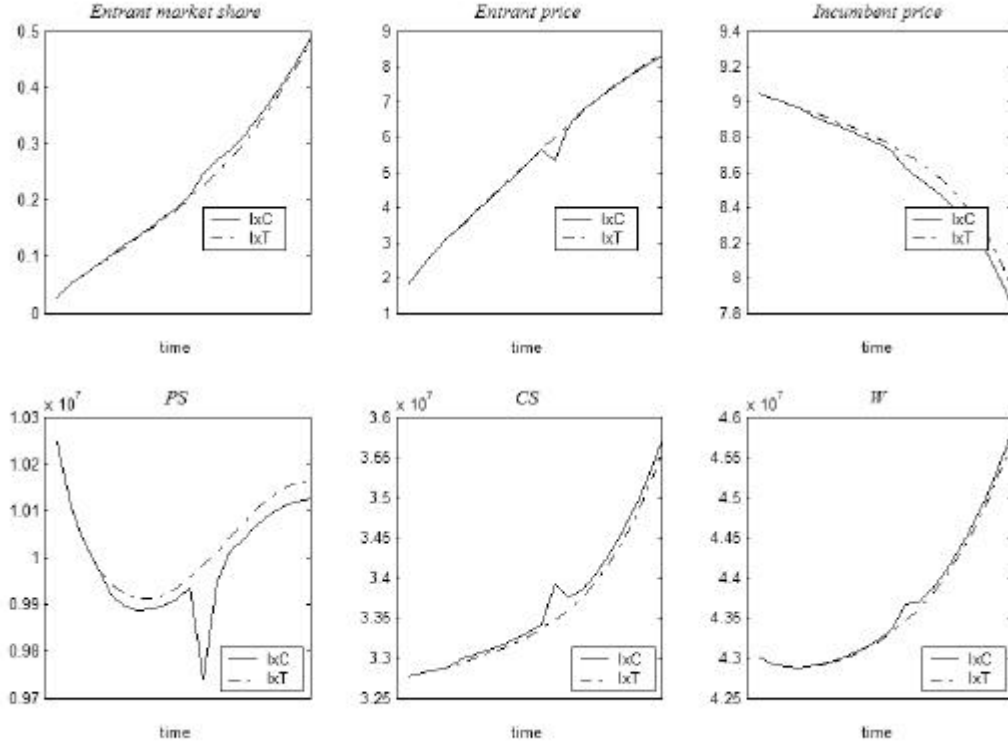 Entrant market share
0.5
0.4
0.3
0.2
0.1
0
IxC
IxT
time
Entrant price
9
8
7
6
5
4
3
2
1
IxC
IxT
time
Incumbent price
9.4
9.2
9
8.8
8.6
8.4
8.2
8
7.8
IxC
IxT
time
x 10^7
PS
1.03
1.02
1.01
1
0.99
0.98
0.97
IxC
IxT
time
x 10^7
CS
3.6
3.55
3.5
3.45
3.4
3.35
3.3
3.25
IxC
IxT
time
x 10^7
W
4.6
4.55
4.5
4.45
4.4
4.35
4.3
4.25
IxC
IxT
time